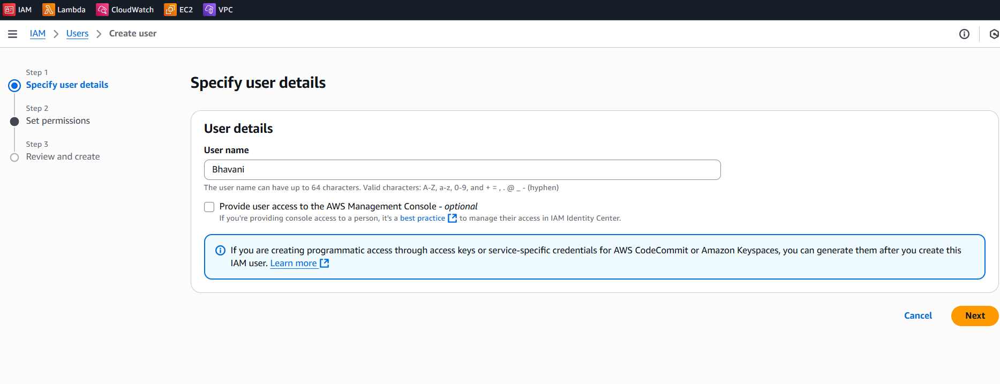 IAM Lambda CloudWatch EC2 VPC
IAM > Users > Create user
Step 1
Specify user details
Step 2
Set permissions
Step 3
Review and create
Specify user details
User details
User name
Bhavani
The user name can have up to 64 characters. Valid characters: A-Z, a-z, 0-9, and + = , . @ _ - (hyphen)
Provide user access to the AWS Management Console - optional
If you're providing console access to a person, it's a best practice to manage their access in IAM Identity Center.
If you are creating programmatic access through access keys or service-specific credentials for AWS CodeCommit or Amazon Keyspaces, you can generate them after you create this
IAM user. Learn more
Cancel Next